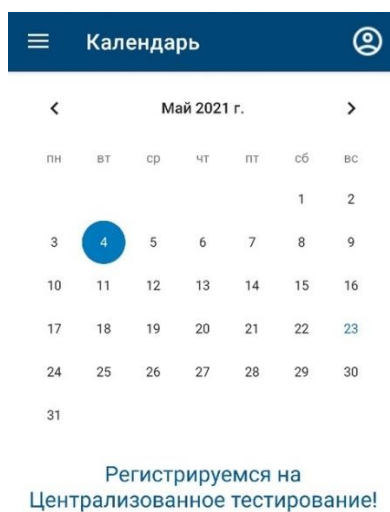 Календарь
Май 2021 г.
пн вт ср чт пт сб вс
1 2
3 4 5 6 7 8 9
10 11 12 13 14 15 16
17 18 19 20 21 22 23
24 25 26 27 28 29 30
31
Регистрируемся на
Централизованное тестирование!